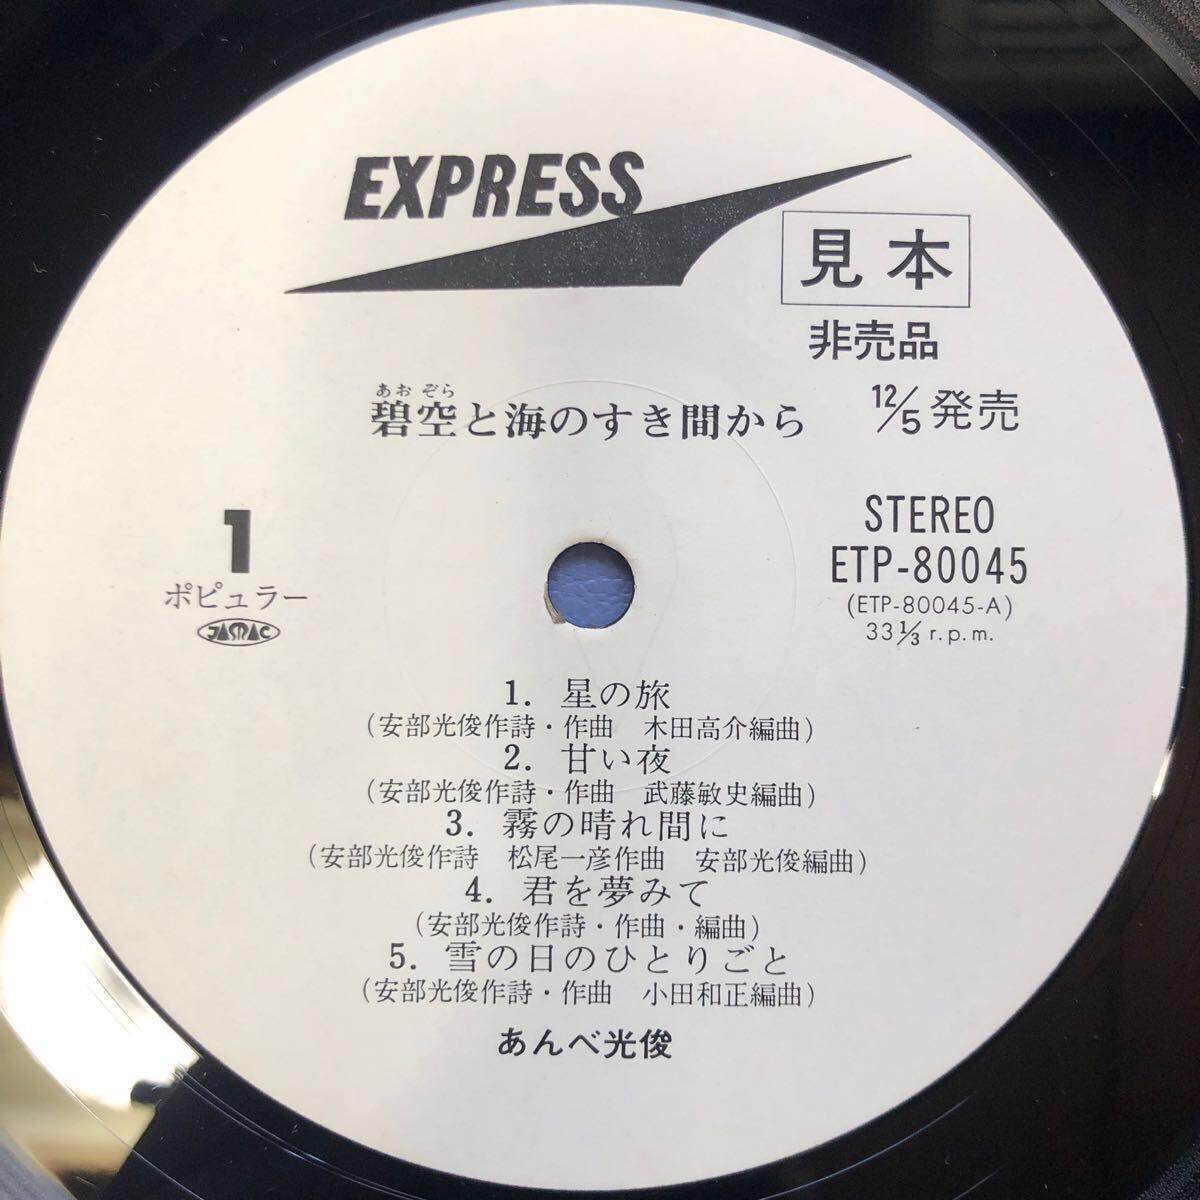 EXPRESS
見本
非売品
あおぞら
碧空と海のすき間から
12/5発売
1
ポピュラー
JASRAC
STEREO
ETP-80045
(ETP-80045-A)
33 1/3 r.p.m.
1. 星の旅
(安部光俊作詩・作曲 木田高介編曲)
2. 甘い夜
(安部光俊作詩・作曲 武藤敏史編曲)
3. 霧の晴れ間に
(安部光俊作詩 松尾一彦作曲 安部光俊編曲)
4. 君を夢みて
(安部光俊作詩・作曲・編曲)
5. 雪の日のひとりごと
(安部光俊作詩・作曲 小田和正編曲)
あんべ光俊